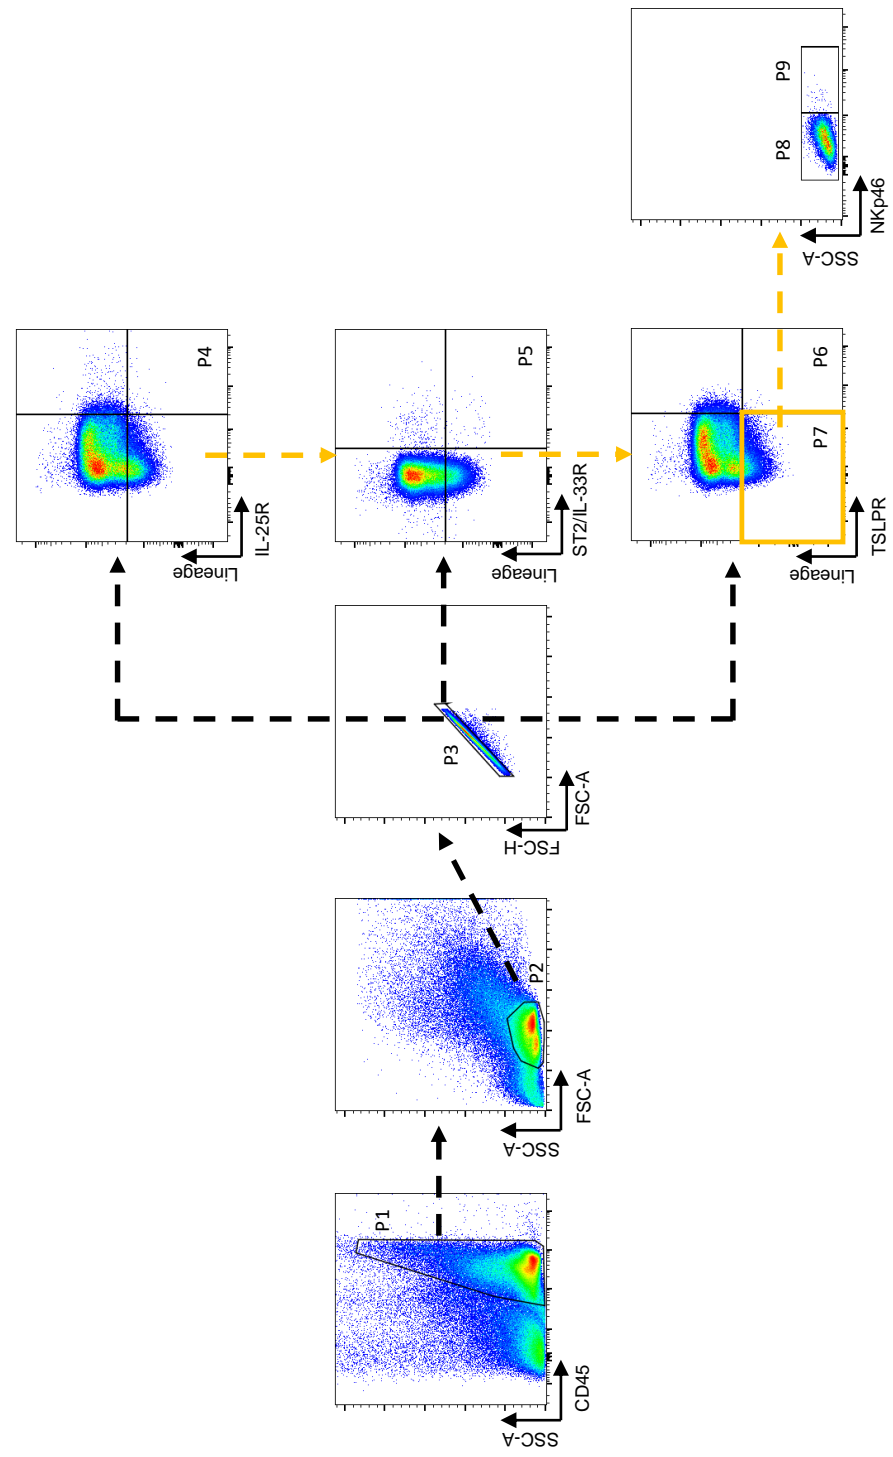 P9
P8
SSC-A
NKp46
P4
Lineage
IL-25R
P5
Lineage
ST2/IL-33R
P6
P7
Lineage
TSLPR
P3
FSC-H
FSC-A
P2
SSC-A
FSC-A
P1
SSC-A
CD45